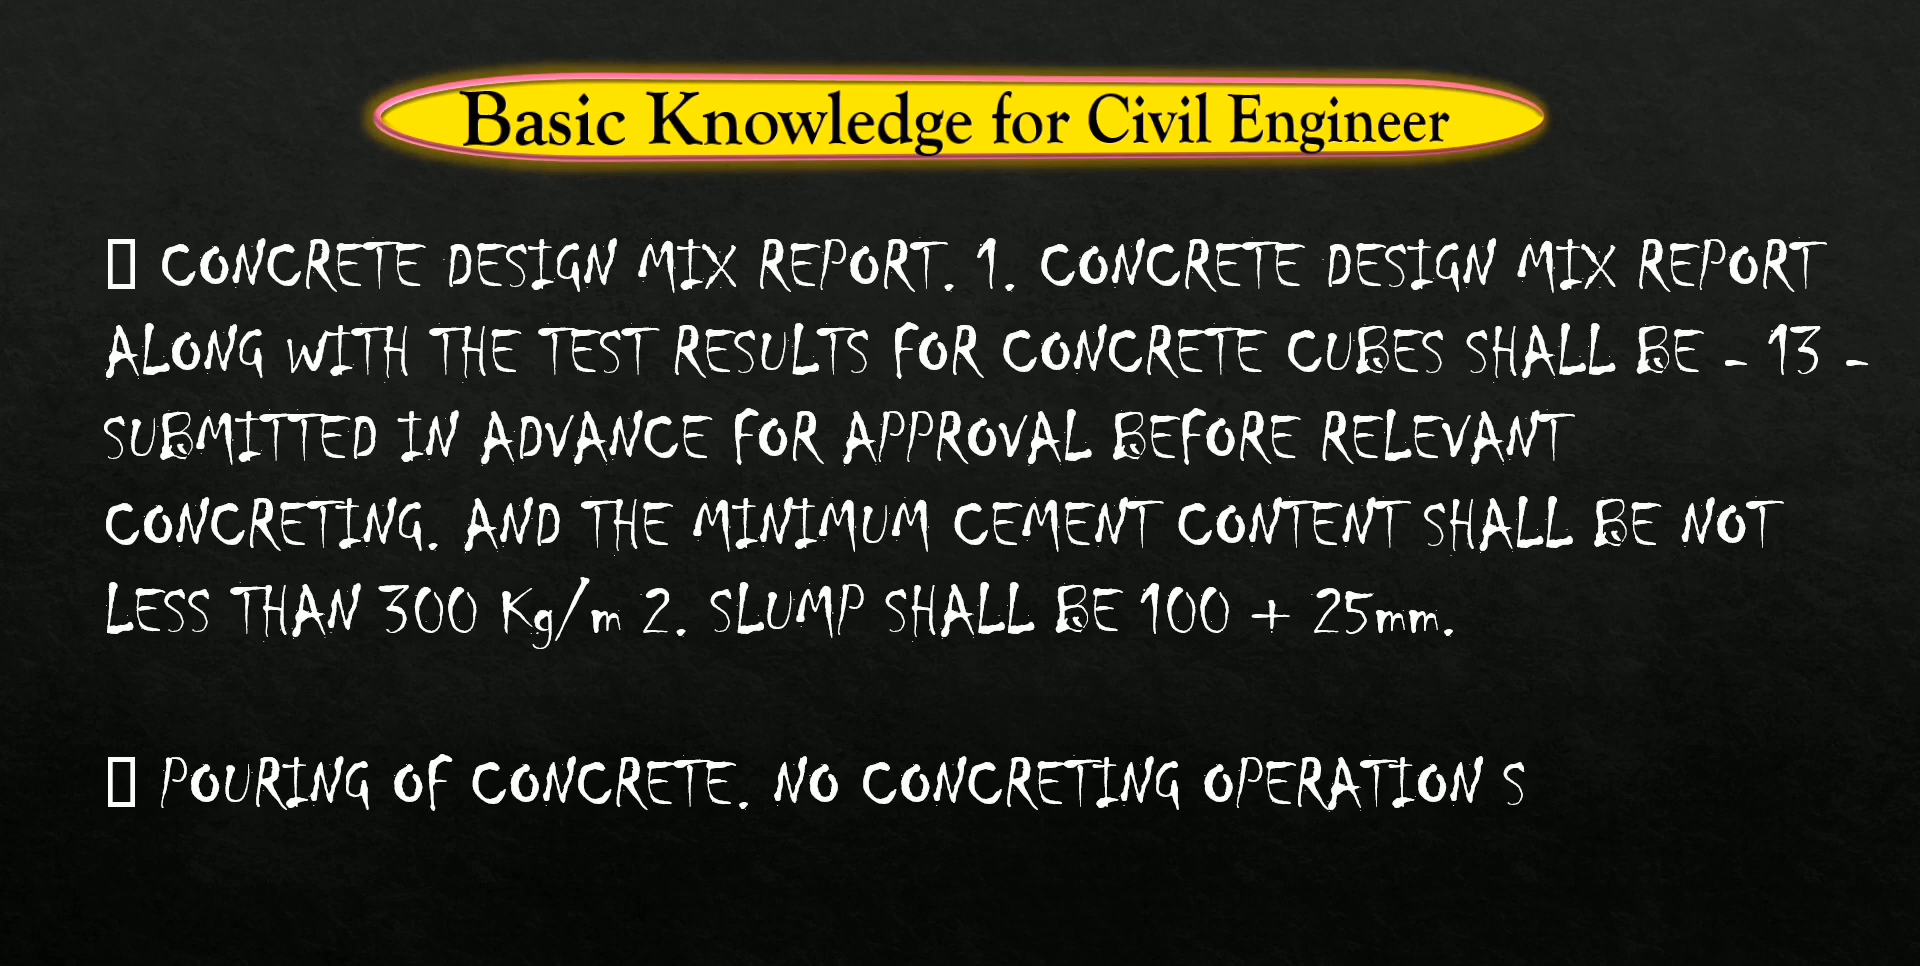 Basic Knowledge for Civil Engineer
▯ CONCRETE DESIGN MIX REPORT. 1. CONCRETE DESIGN MIX REPORT
ALONG WITH THE TEST RESULTS FOR CONCRETE CUBES SHALL BE - 13 -
SUBMITTED IN ADVANCE FOR APPROVAL BEFORE RELEVANT
CONCRETING. AND THE MINIMUM CEMENT CONTENT SHALL BE NOT
LESS THAN 300 Kg/m 2. SLUMP SHALL BE 100 + 25mm.
▯ POURING OF CONCRETE. NO CONCRETING OPERATION S